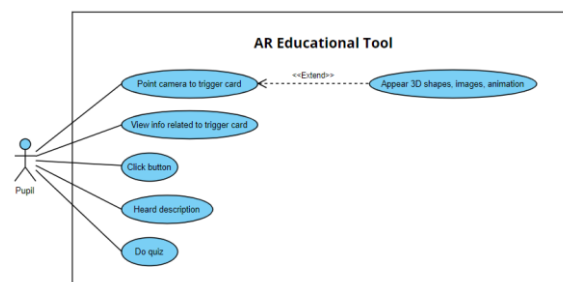 AR Educational Tool
Point camera to trigger card
<<Extend>>
Appear 3D shapes, images, animation
View info related to trigger card
Click button
Pupil
Heard description
Do quiz